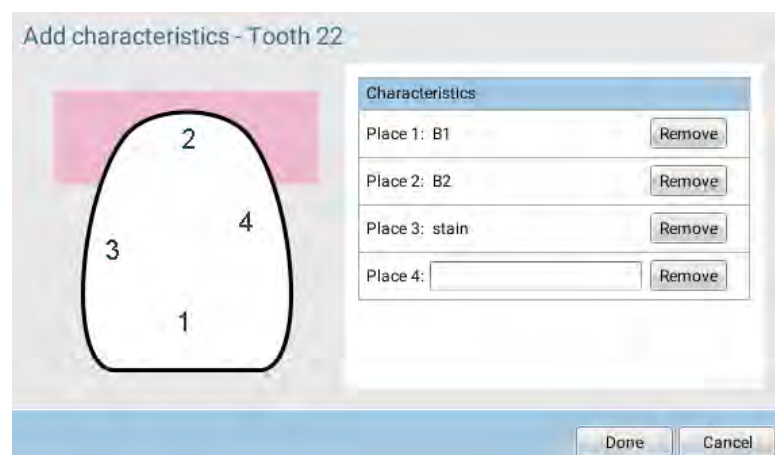 Add characteristics - Tooth 22
2
4
3
1
Characteristics
Place 1: B1 Remove
Place 2: B2 Remove
Place 3: stain Remove
Place 4: Remove
Done Cancel